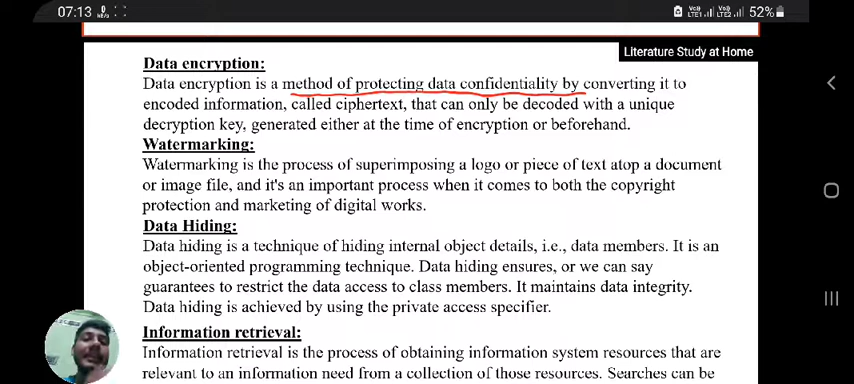 07:13 0 KB/s Vo) LTE1 Vo) LTE2 52%
Literature Study at Home
Data encryption:
Data encryption is a method of protecting data confidentiality by converting it to
encoded information, called ciphertext, that can only be decoded with a unique
decryption key, generated either at the time of encryption or beforehand.
Watermarking:
Watermarking is the process of superimposing a logo or piece of text atop a document
or image file, and it's an important process when it comes to both the copyright
protection and marketing of digital works.
Data Hiding:
Data hiding is a technique of hiding internal object details, i.e., data members. It is an
object-oriented programming technique. Data hiding ensures, or we can say
guarantees to restrict the data access to class members. It maintains data integrity.
Data hiding is achieved by using the private access specifier.
Information retrieval:
Information retrieval is the process of obtaining information system resources that are
relevant to an information need from a collection of those resources. Searches can be